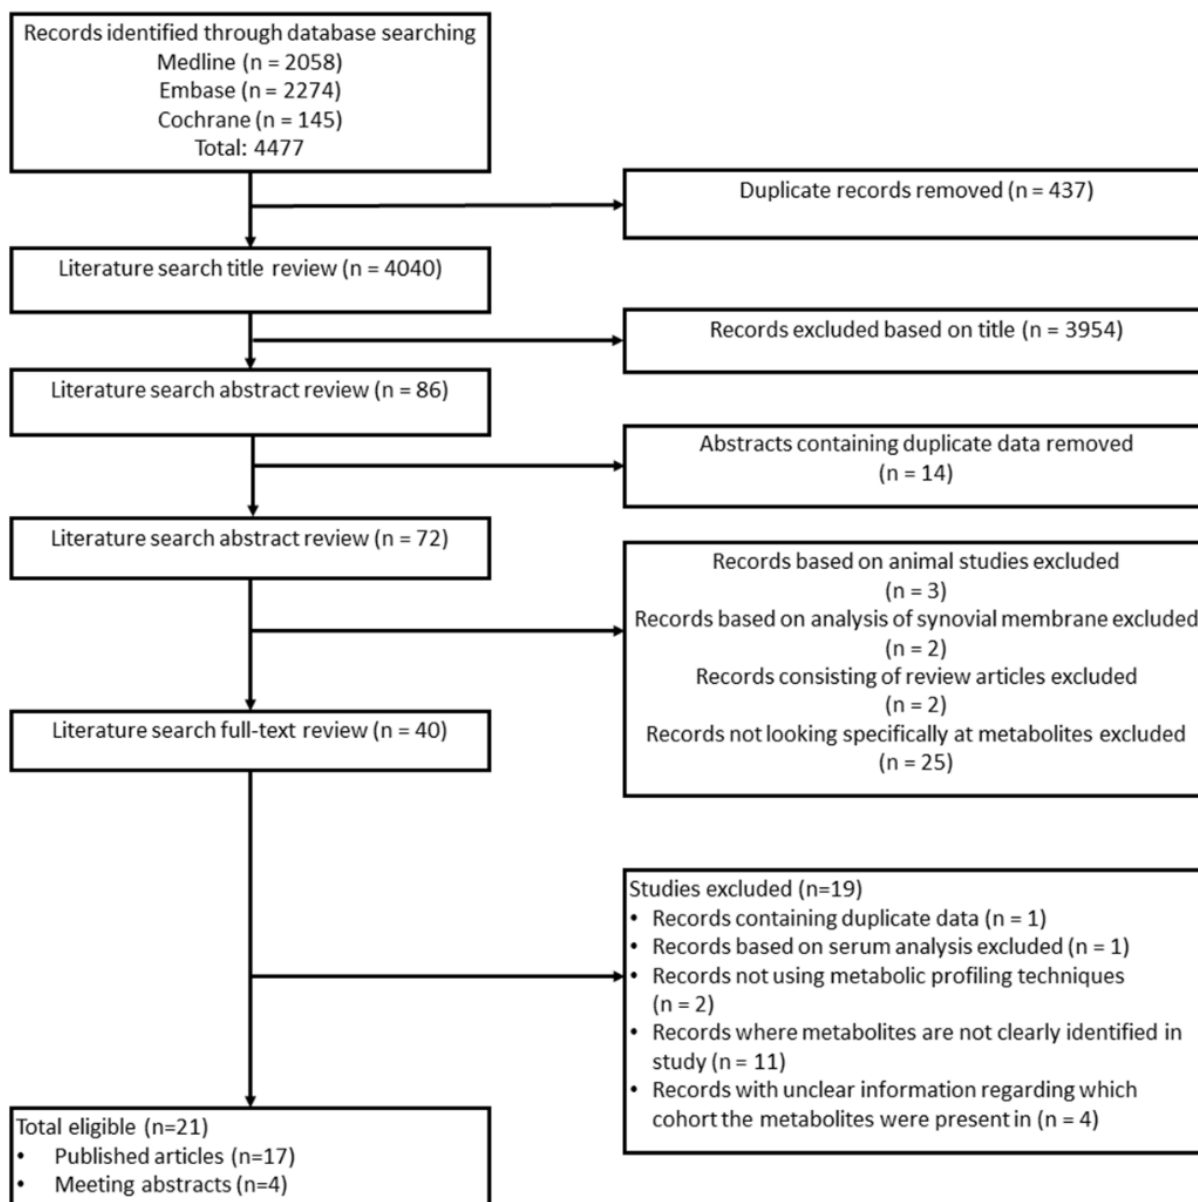 Records identified through database searching
Medline (n = 2058)
Embase (n = 2274)
Cochrane (n = 145)
Total: 4477
Duplicate records removed (n = 437)
Literature search title review (n = 4040)
Records excluded based on title (n = 3954)
Literature search abstract review (n = 86)
Abstracts containing duplicate data removed
(n = 14)
Literature search abstract review (n = 72)
Records based on animal studies excluded
(n = 3)
Records based on analysis of synovial membrane excluded
(n = 2)
Records consisting of review articles excluded
(n = 2)
Records not looking specifically at metabolites excluded
(n = 25)
Literature search full-text review (n = 40)
Studies excluded (n=19)
• Records containing duplicate data (n = 1)
• Records based on serum analysis excluded (n = 1)
• Records not using metabolic profiling techniques
(n = 2)
• Records where metabolites are not clearly identified in
study (n = 11)
• Records with unclear information regarding which
cohort the metabolites were present in (n = 4)
Total eligible (n=21)
• Published articles (n=17)
• Meeting abstracts (n=4)